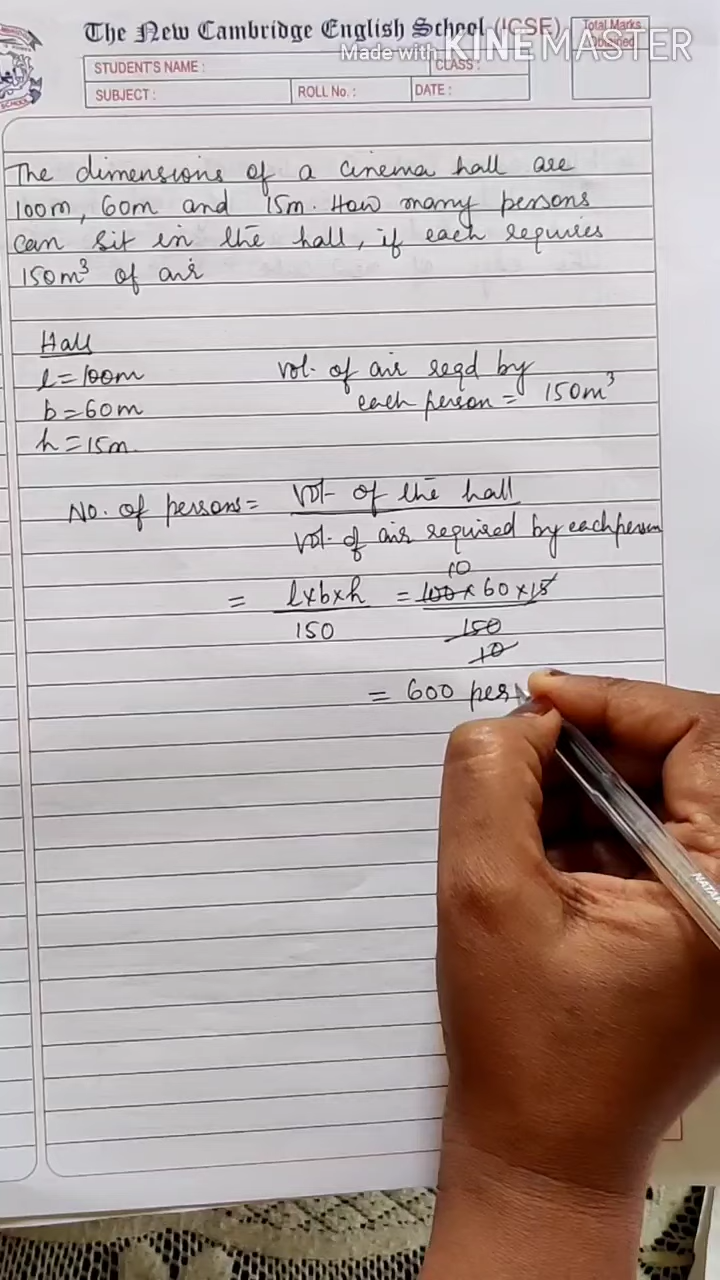 The New Cambridge English School (ICSE)
Made with KINEMASTER
Total Marks
Obtained
STUDENT'S NAME :
CLASS :
SUBJECT :
ROLL No. :
DATE :
SCHOOL
The dimensions of a cinema hall are
100m, 60m and 15m. How many persons
can sit in the hall, if each requires
150m³ of air
Hall
l = 100m
b = 60m
h = 15m
vol. of air reqd by
each person = 150m³
No. of persons = Vol. of the hall
Vol. of air required by each person
10
= l×b×h = 100 × 60 × 15
150 150
10
= 600 pers
NATAR